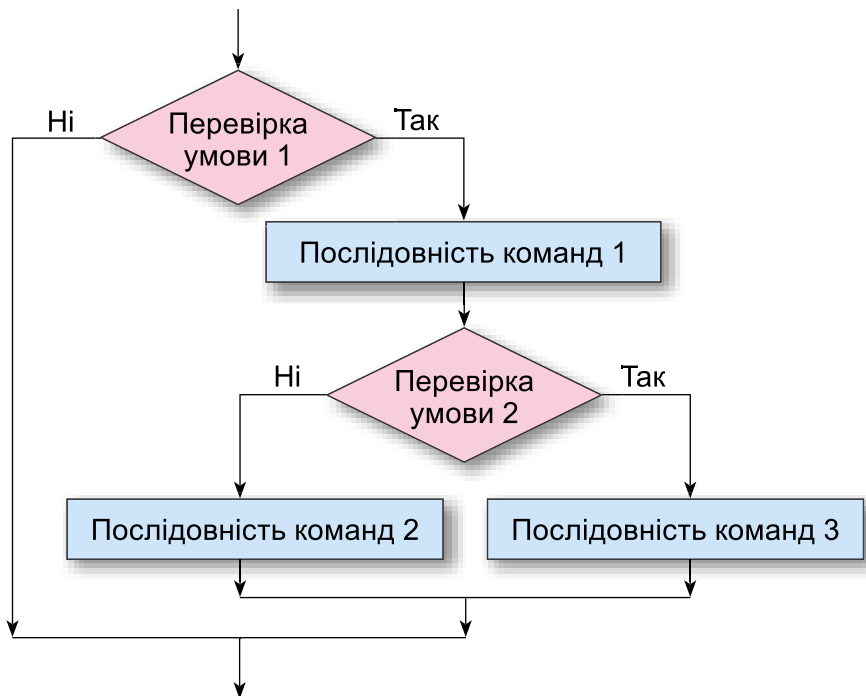 Ні
Так
Перевірка
умови 1
Послідовність команд 1
Ні
Так
Перевірка
умови 2
Послідовність команд 2
Послідовність команд 3